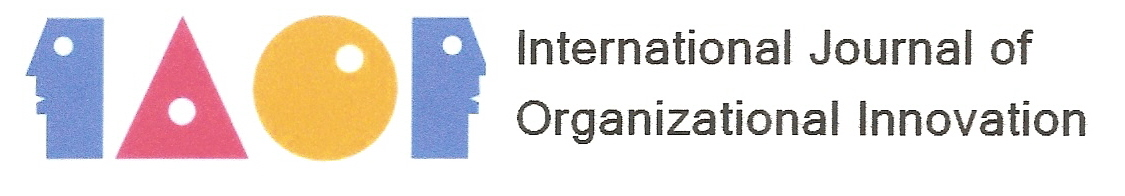 International Journal of
Organizational Innovation